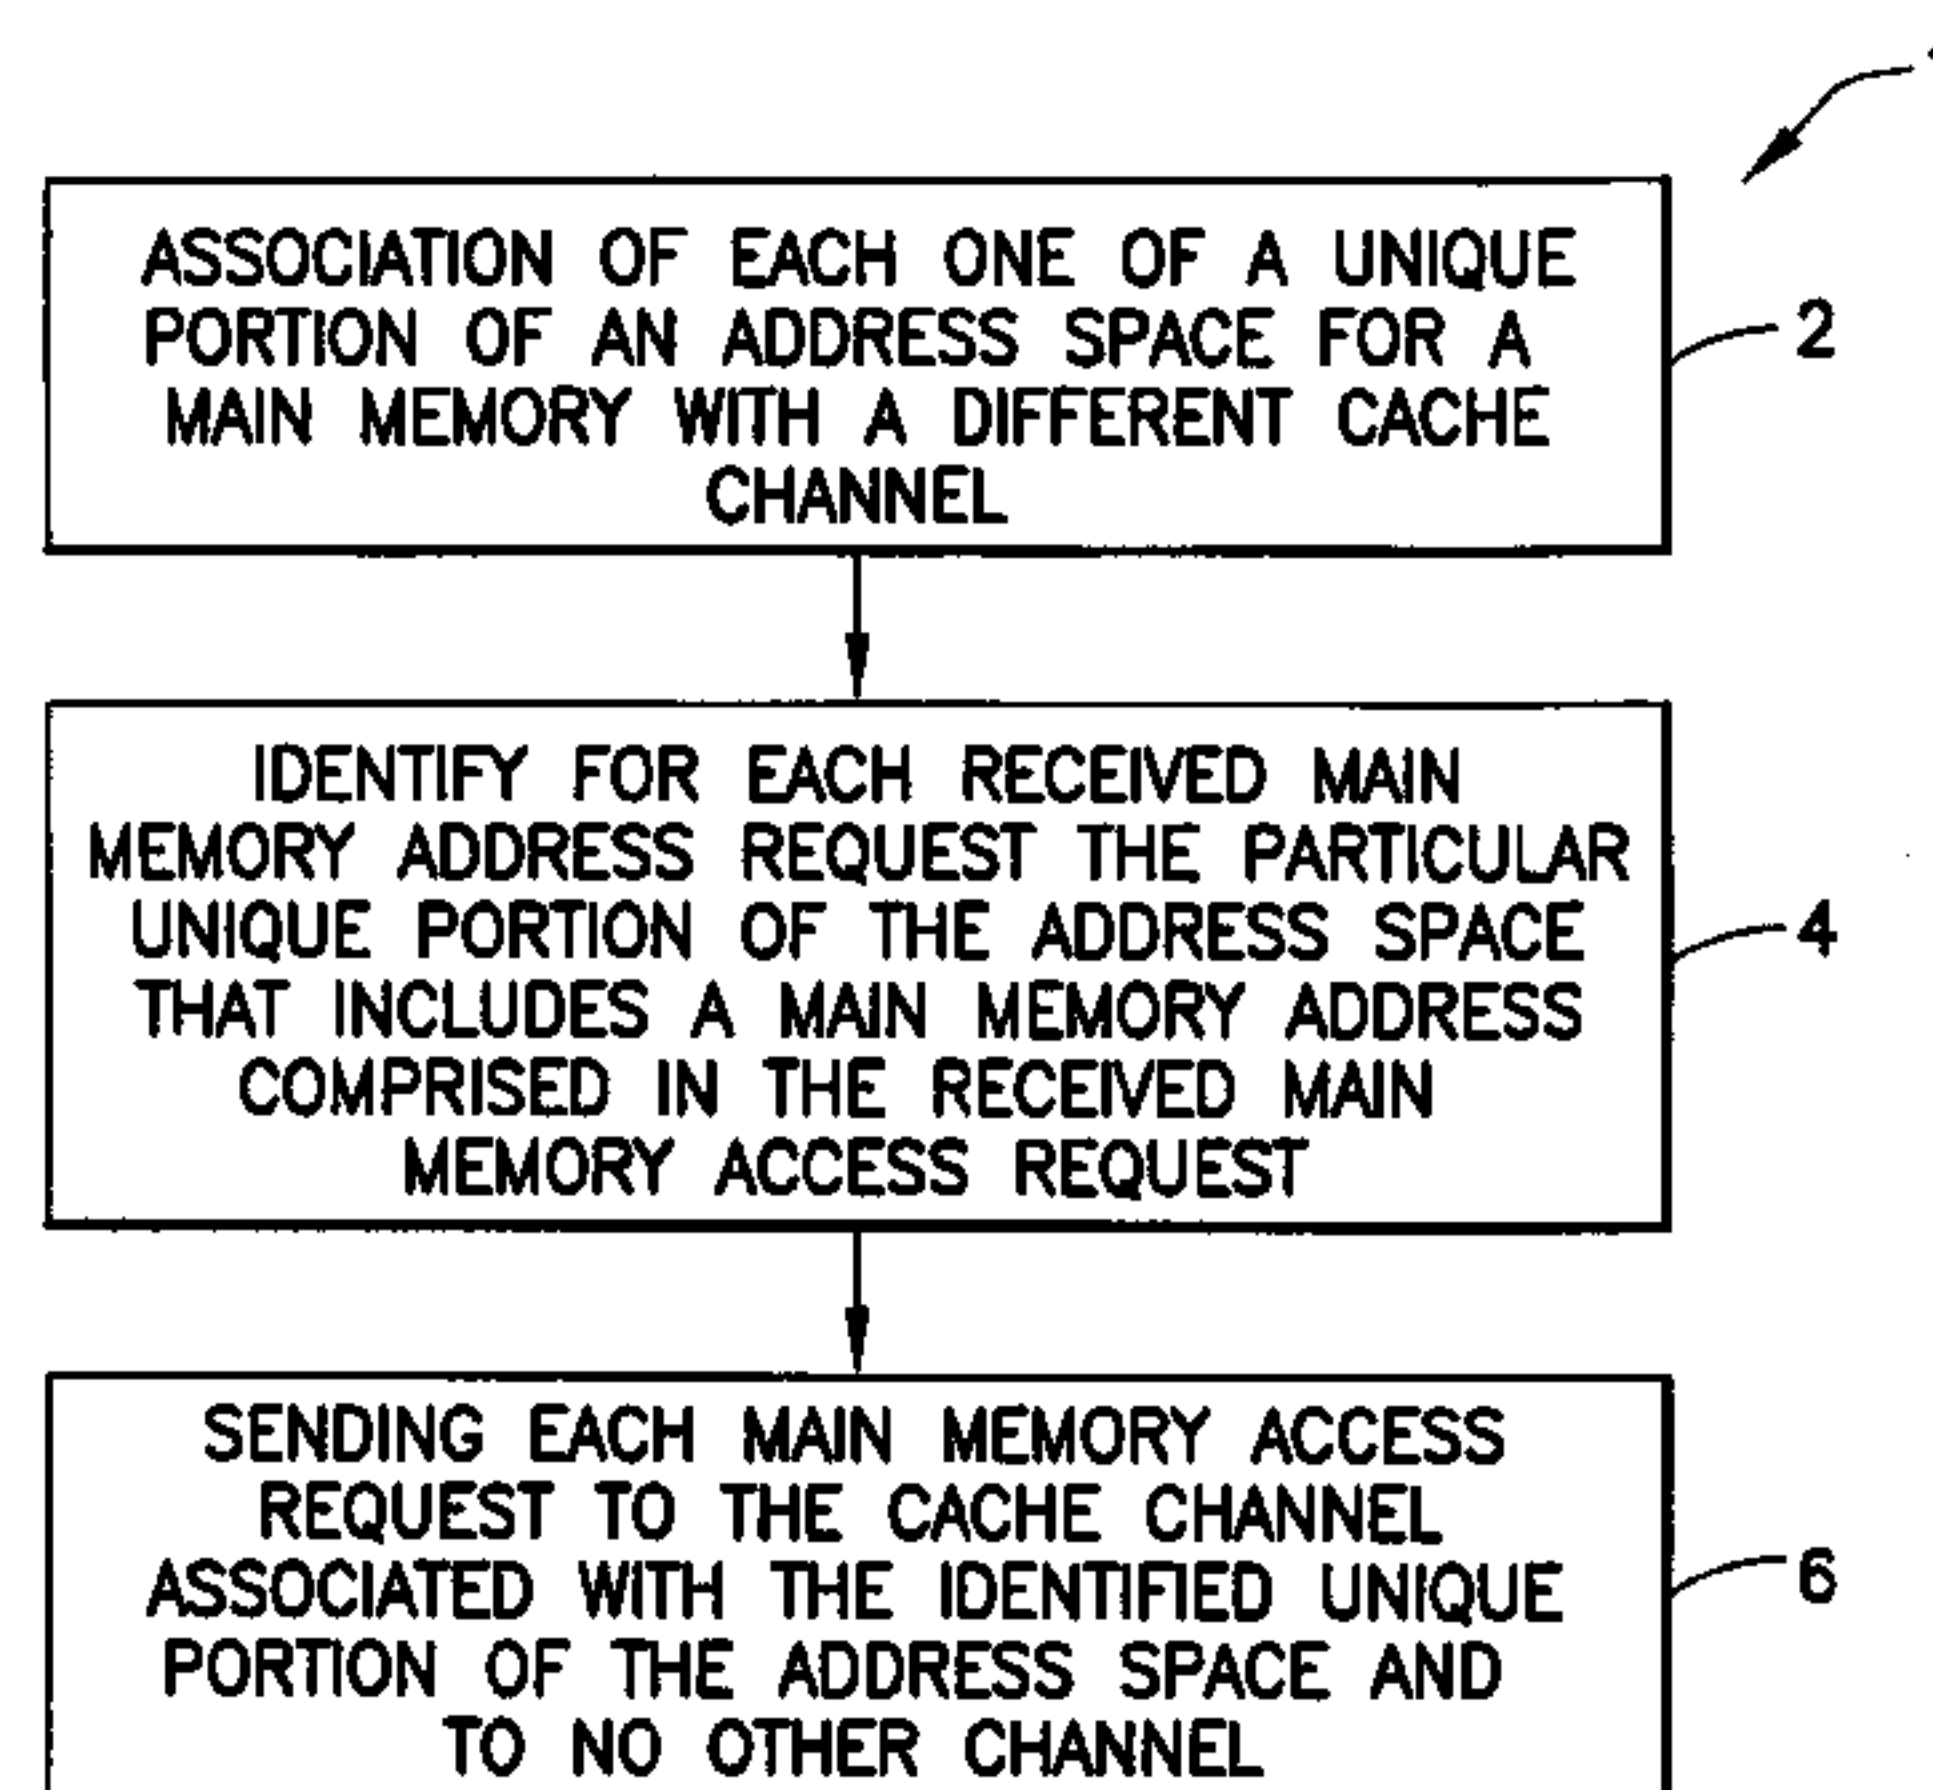 ASSOCIATION OF EACH ONE OF A UNIQUE
PORTION OF AN ADDRESS SPACE FOR A
MAIN MEMORY WITH A DIFFERENT CACHE
CHANNEL
2
IDENTIFY FOR EACH RECEIVED MAIN
MEMORY ADDRESS REQUEST THE PARTICULAR
UNIQUE PORTION OF THE ADDRESS SPACE
THAT INCLUDES A MAIN MEMORY ADDRESS
COMPRISED IN THE RECEIVED MAIN
MEMORY ACCESS REQUEST
4
SENDING EACH MAIN MEMORY ACCESS
REQUEST TO THE CACHE CHANNEL
ASSOCIATED WITH THE IDENTIFIED UNIQUE
PORTION OF THE ADDRESS SPACE AND
TO NO OTHER CHANNEL
6